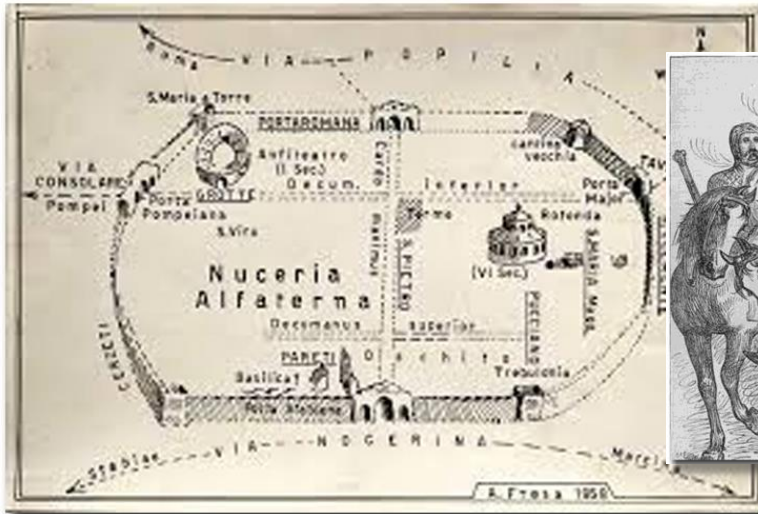 Roma VIA POPILIA
N
S. Maria a Torre
PORTAROMANA
cantina vecchia
Anfiteatro
(I Sec.)
VIA CONSOLARE
Pompei
GROTTE
Decum. Inferior
Porta Pompeiana
Porta Major
S. Vito
Cardo Maximus
Terme
Rotonda
(VI Sec.)
S. PIETRO
S. MARIA Magg.
Nuceria
Alfaterna
PUCCIANO
Decumanus superior
PARETI
Basilica
Trebulonia
Porta Stabiana
Stabiae VIA NOCERINA
A. Fresa 1958